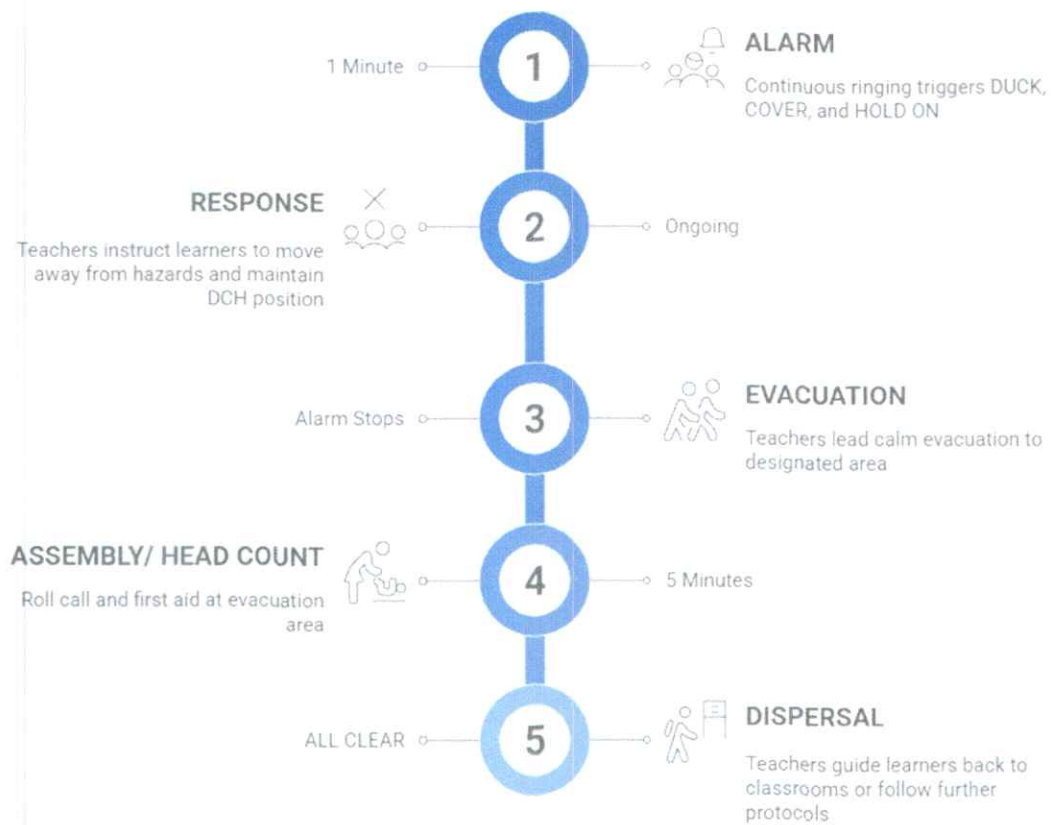 1 Minute
1
ALARM
Continuous ringing triggers DUCK,
COVER, and HOLD ON
RESPONSE
Teachers instruct learners to move
away from hazards and maintain
DCH position
2
Ongoing
Alarm Stops
3
EVACUATION
Teachers lead calm evacuation to
designated area
ASSEMBLY/ HEAD COUNT
Roll call and first aid at evacuation
area
4
5 Minutes
ALL CLEAR
5
DISPERSAL
Teachers guide learners back to
classrooms or follow further
protocols